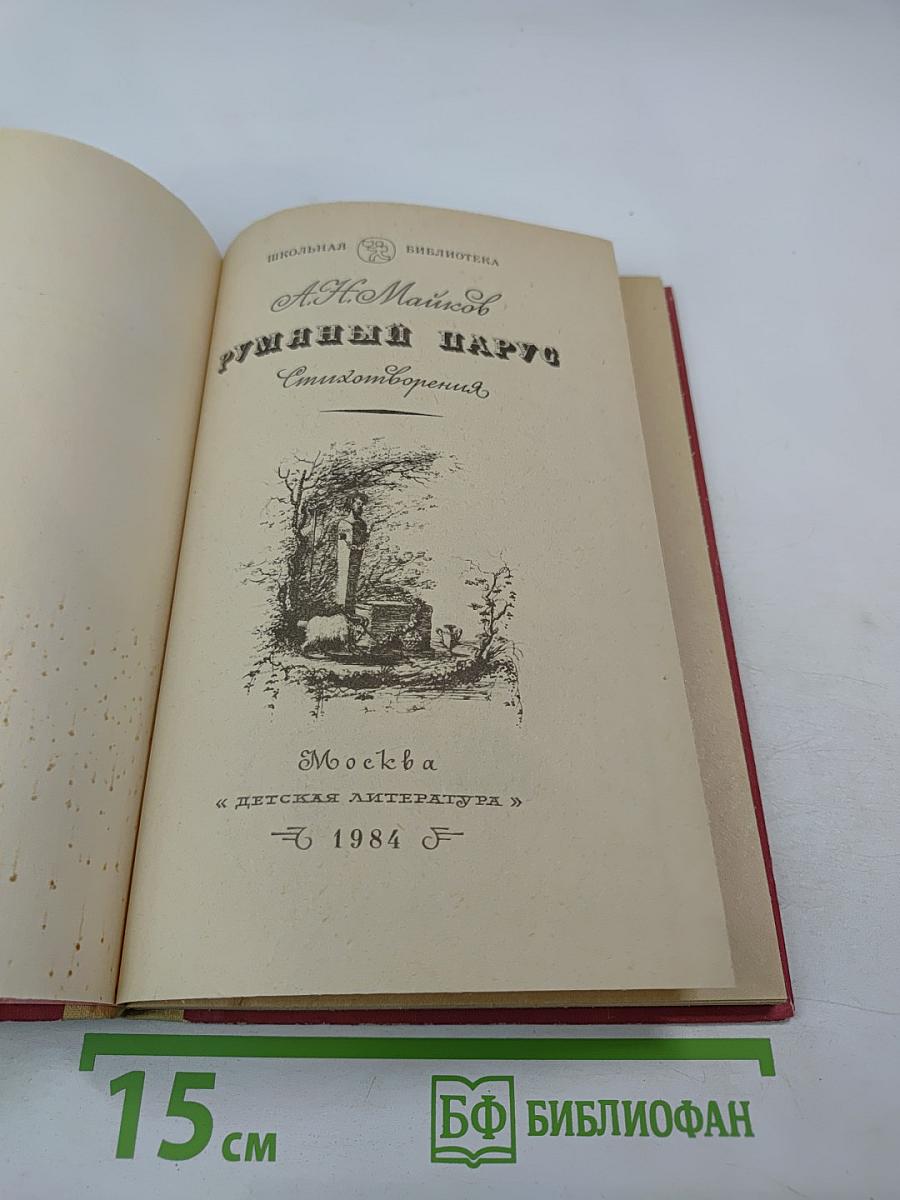 ШКОЛЬНАЯ БИБЛИОТЕКА
А.Н.Майков
РУМЯНЫЙ ПАРУС
Стихотворения
Москва
«ДЕТСКАЯ ЛИТЕРАТУРА»
1984
15 см
БФ БИБЛИОФАН